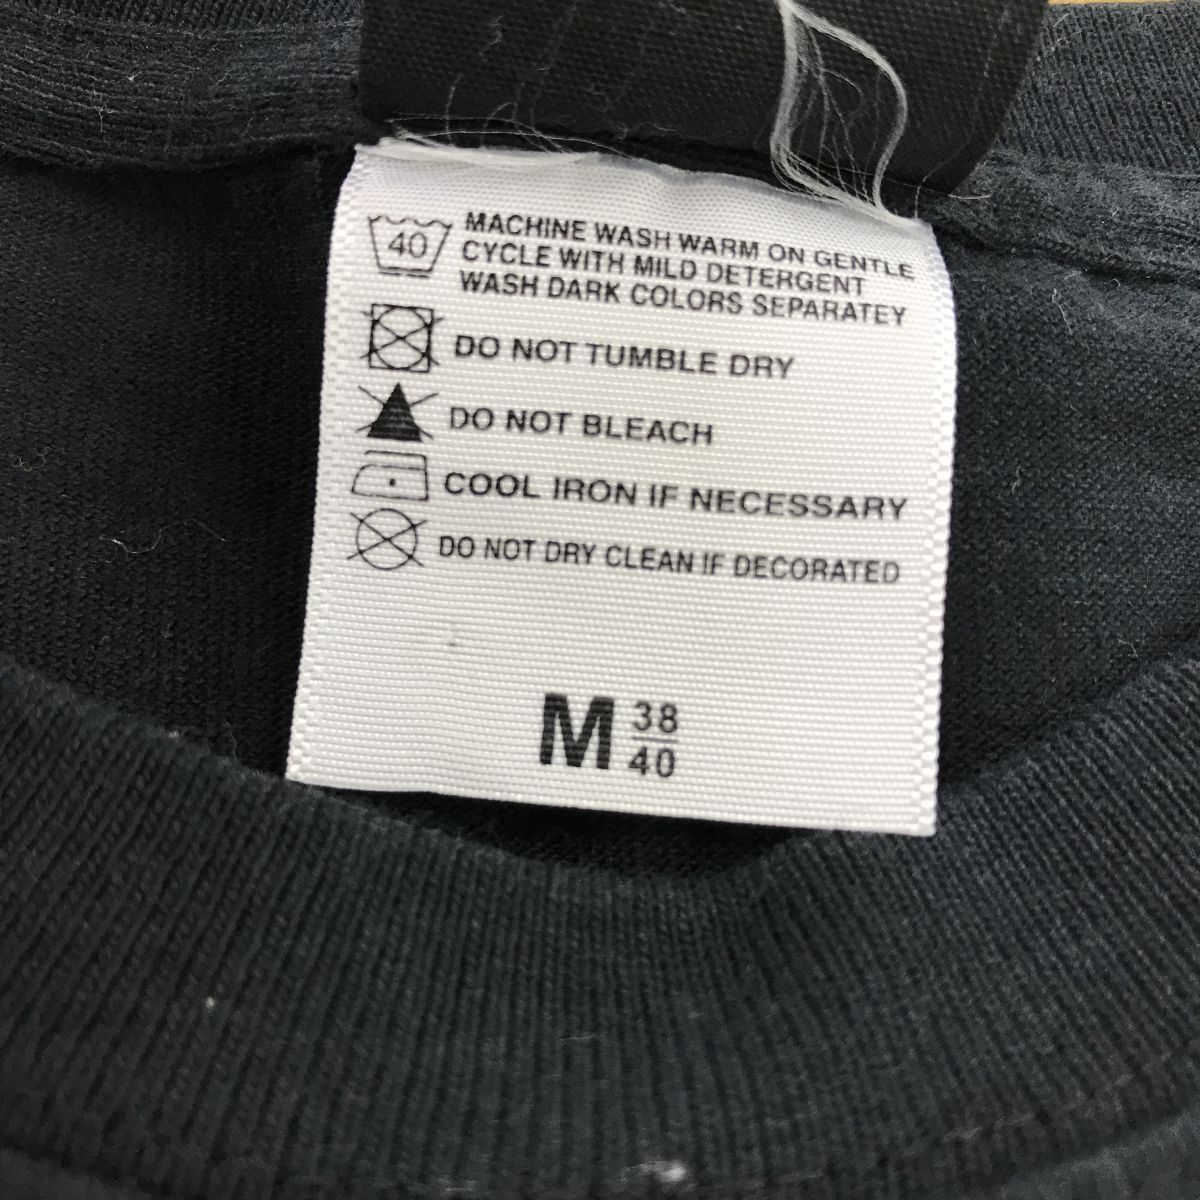 40
MACHINE WASH WARM ON GENTLE
CYCLE WITH MILD DETERGENT
WASH DARK COLORS SEPARATEY
DO NOT TUMBLE DRY
DO NOT BLEACH
COOL IRON IF NECESSARY
DO NOT DRY CLEAN IF DECORATED
M 38
40